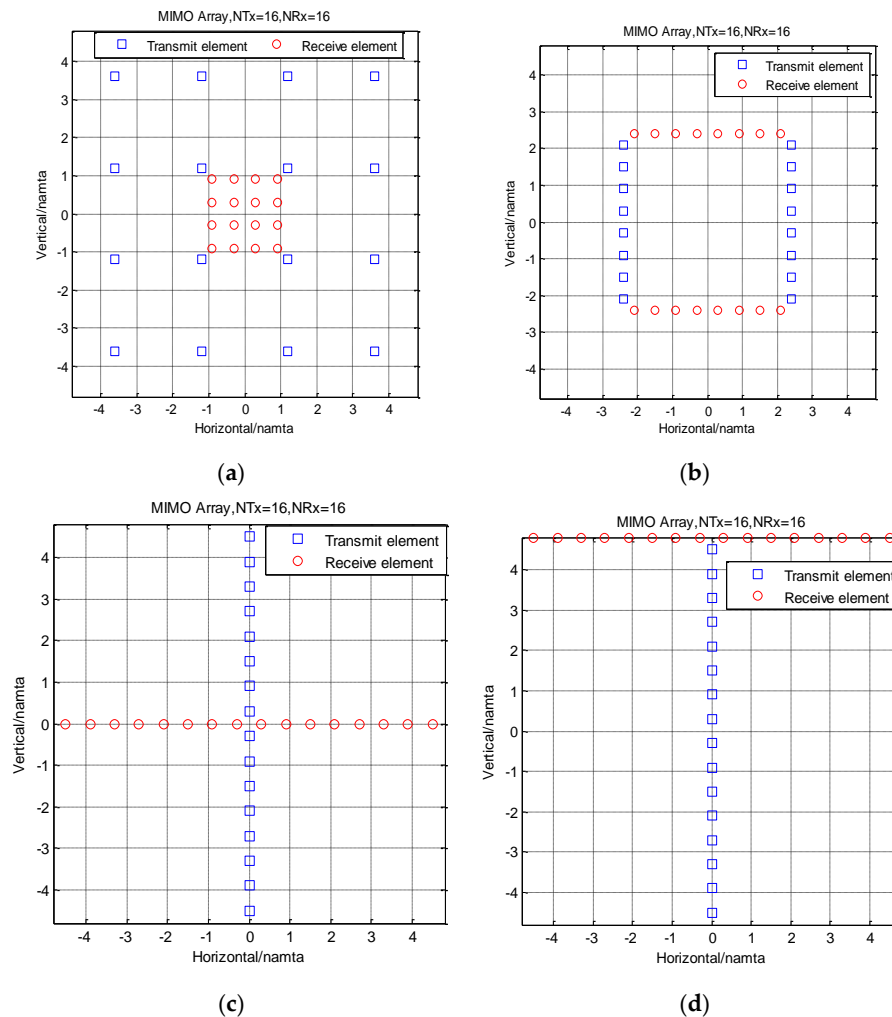 MIMO Array,NTx=16,NRx=16
Transmit element Receive element
4
3
2
1
0
-1
-2
-3
-4
Vertical/namta
-4 -3 -2 -1 0 1 2 3 4
Horizontal/namta
(a)
MIMO Array,NTx=16,NRx=16
Transmit element
Receive element
4
3
2
1
0
-1
-2
-3
-4
Vertical/namta
-4 -3 -2 -1 0 1 2 3 4
Horizontal/namta
(b)
MIMO Array,NTx=16,NRx=16
Transmit element
Receive element
4
3
2
1
0
-1
-2
-3
-4
Vertical/namta
-4 -3 -2 -1 0 1 2 3 4
Horizontal/namta
(c)
MIMO Array,NTx=16,NRx=16
Transmit element
Receive element
4
3
2
1
0
-1
-2
-3
-4
Vertical/namta
-4 -3 -2 -1 0 1 2 3 4
Horizontal/namta
(d)